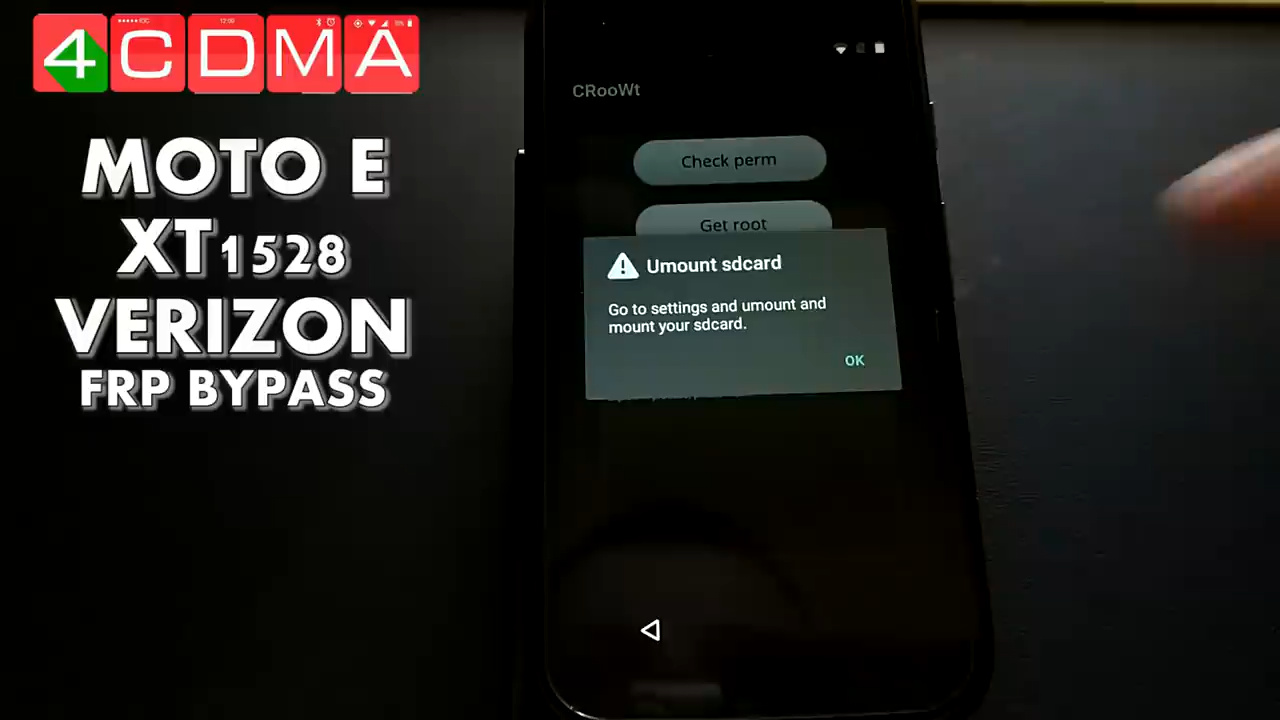 4CDMA
MOTO E
XT1528
VERIZON
FRP BYPASS
CRooWt
Check perm
Get root
Umount sdcard
Go to settings and umount and
mount your sdcard.
OK